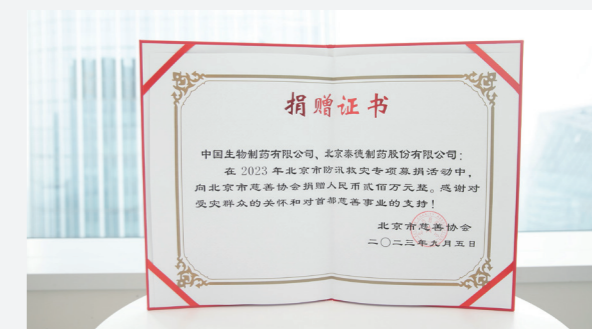 捐赠证书
中国生物制药有限公司、北京泰德制药股份有限公司：
在 2023 年北京市防汛救灾专项募捐活动中，
向北京市慈善协会捐赠人民币贰佰万元整。感谢对
受灾群众的关怀和对首都慈善事业的支持！
北京市慈善协会
二〇二三年九月五日